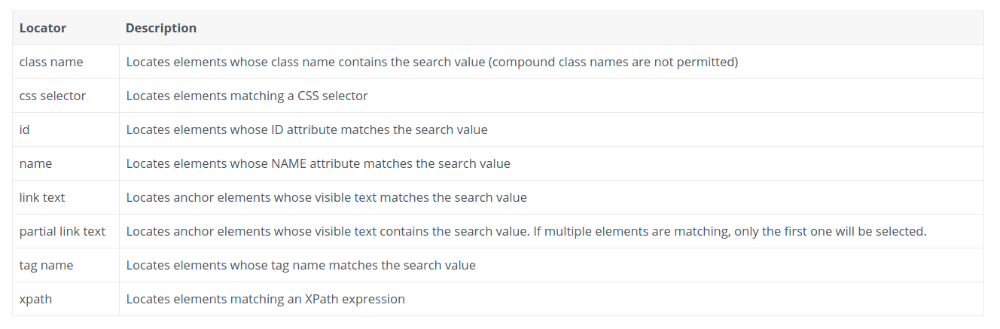 Locator Description
class name Locates elements whose class name contains the search value (compound class names are not permitted)
css selector Locates elements matching a CSS selector
id Locates elements whose ID attribute matches the search value
name Locates elements whose NAME attribute matches the search value
link text Locates anchor elements whose visible text matches the search value
partial link text Locates anchor elements whose visible text contains the search value. If multiple elements are matching, only the first one will be selected.
tag name Locates elements whose tag name matches the search value
xpath Locates elements matching an XPath expression